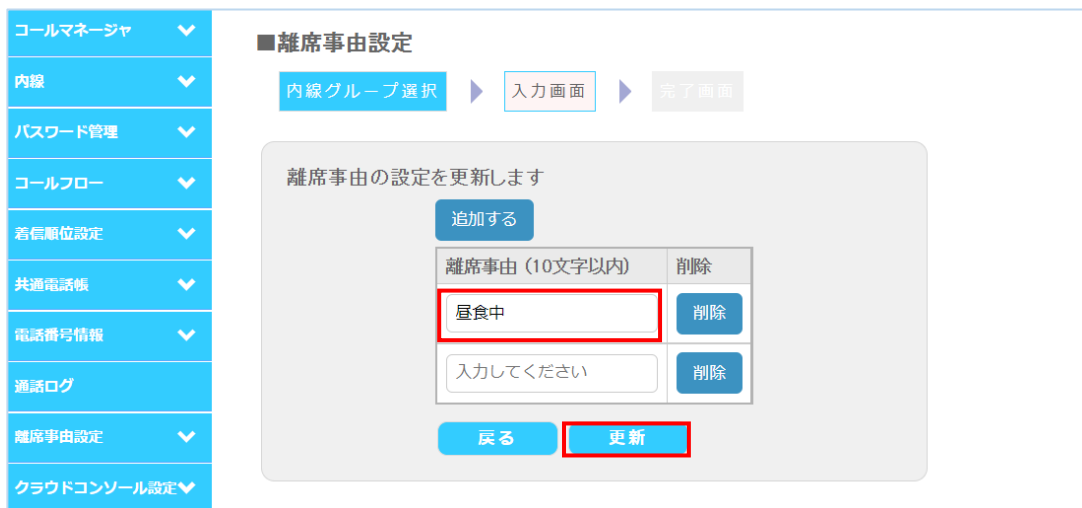 コールマネージャ
内線
パスワード管理
コールフロー
着信順位設定
共通電話帳
電話番号情報
通話ログ
離席事由設定
クラウドコンソール設定
■離席事由設定
内線グループ選択
入力画面
完了画面
離席事由の設定を更新します
追加する
離席事由（10文字以内） 削除
昼食中 削除
入力してください 削除
戻る 更新